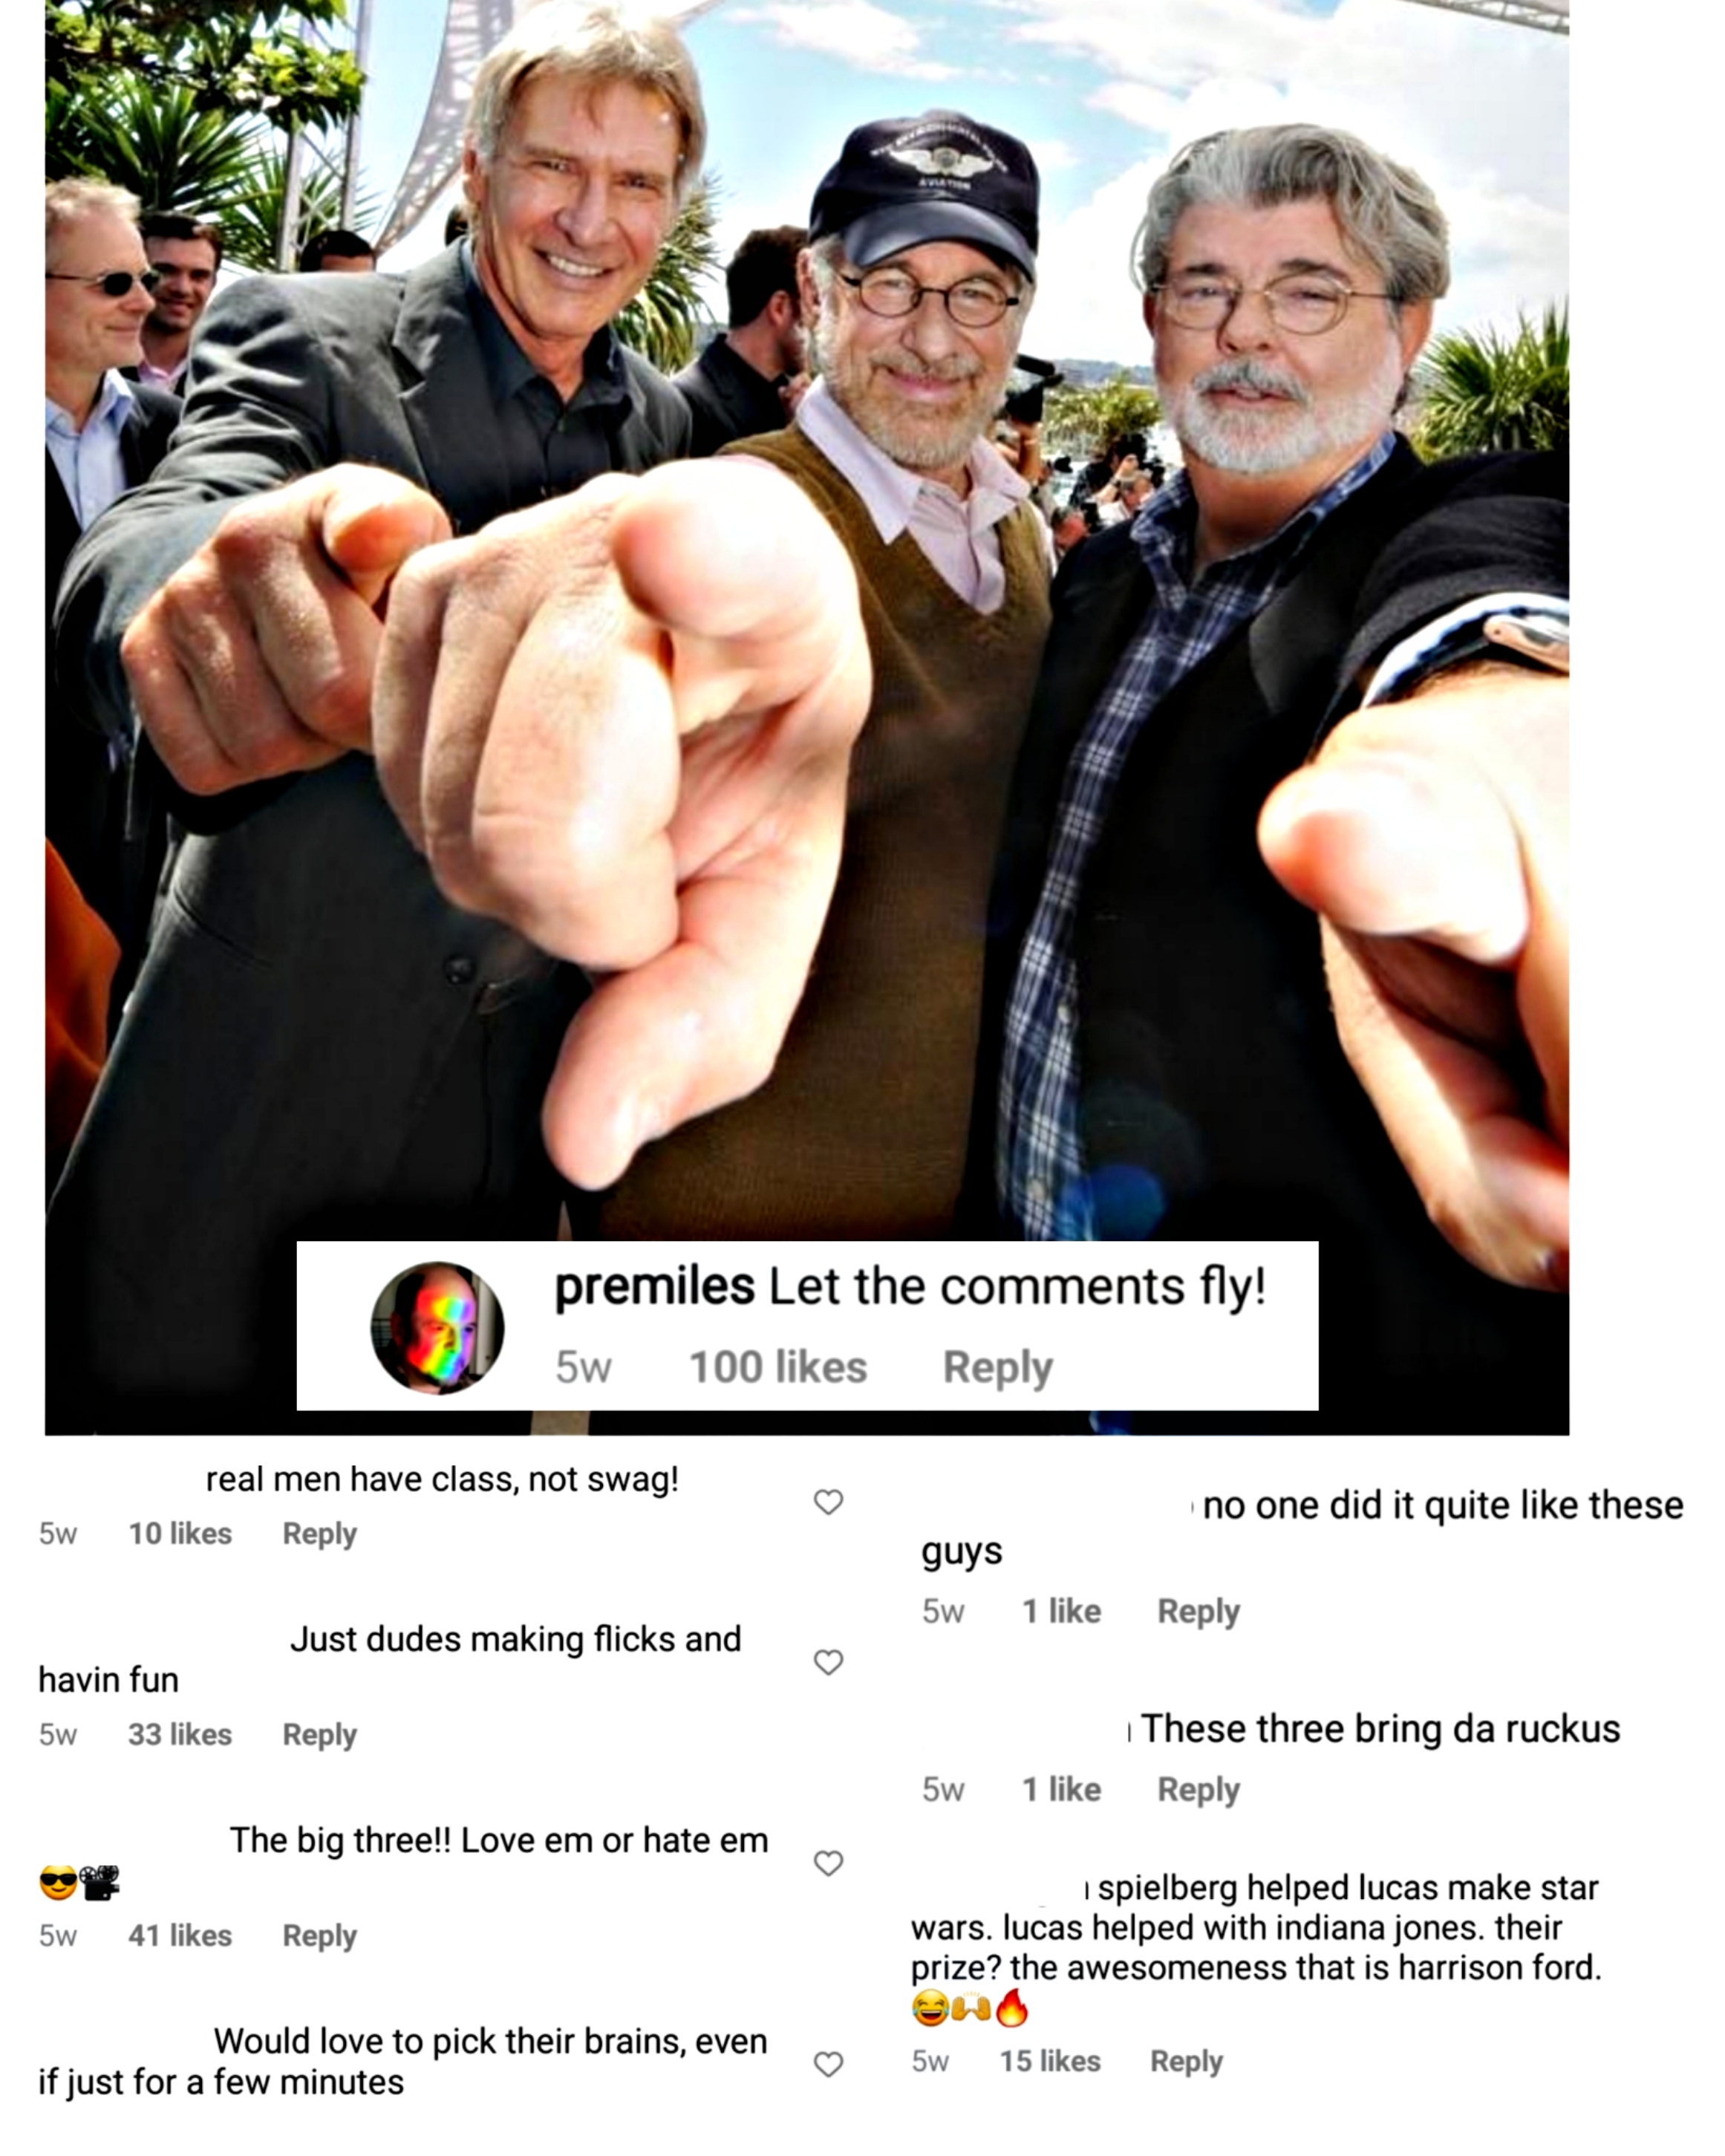 AVIATION
premiles Let the comments fly!
5w 100 likes Reply
real men have class, not swag!
5w 10 likes Reply
Just dudes making flicks and
havin fun
5w 33 likes Reply
The big three!! Love em or hate em
😎🎥
5w 41 likes Reply
Would love to pick their brains, even
if just for a few minutes
no one did it quite like these
guys
5w 1 like Reply
These three bring da ruckus
5w 1 like Reply
spielberg helped lucas make star
wars. lucas helped with indiana jones. their
prize? the awesomeness that is harrison ford.
😂🙌🔥
5w 15 likes Reply